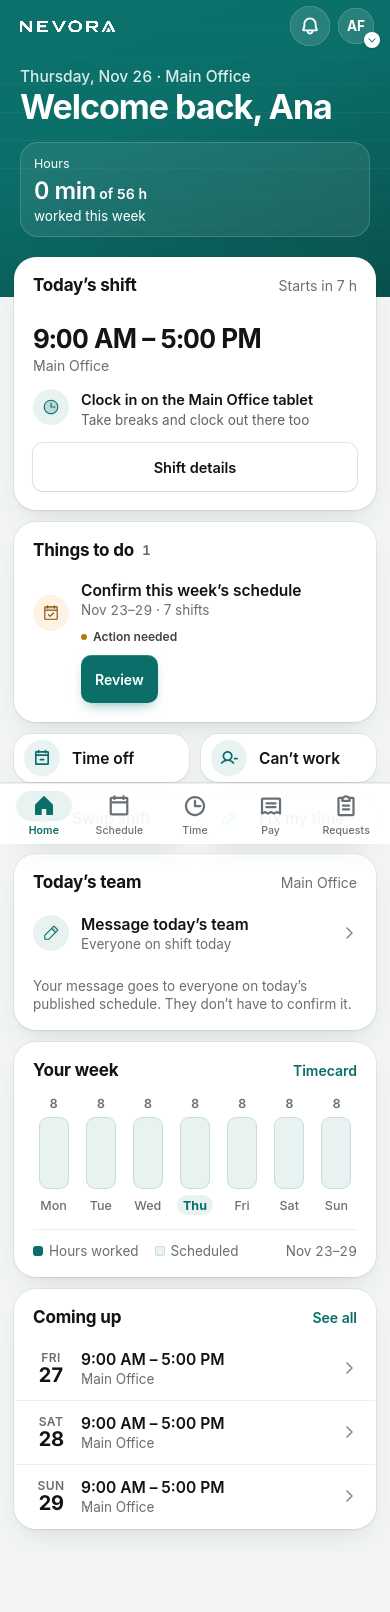 NEVORA
AF
Thursday, Nov 26 · Main Office
Welcome back, Ana
Hours
0 min of 56 h
worked this week
Today’s shift
Starts in 7 h
9:00 AM – 5:00 PM
Main Office
Clock in on the Main Office tablet
Take breaks and clock out there too
Shift details
Things to do 1
Confirm this week’s schedule
Nov 23–29 · 7 shifts
Action needed
Review
Time off
Can’t work
Home
Schedule
Time
Pay
Requests
Today’s team
Main Office
Message today’s team
Everyone on shift today
Your message goes to everyone on today’s
published schedule. They don’t have to confirm it.
Your week
Timecard
8 8 8 8 8 8 8
Mon Tue Wed Thu Fri Sat Sun
Hours worked
Scheduled
Nov 23–29
Coming up
See all
FRI
27
9:00 AM – 5:00 PM
Main Office
SAT
28
9:00 AM – 5:00 PM
Main Office
SUN
29
9:00 AM – 5:00 PM
Main Office